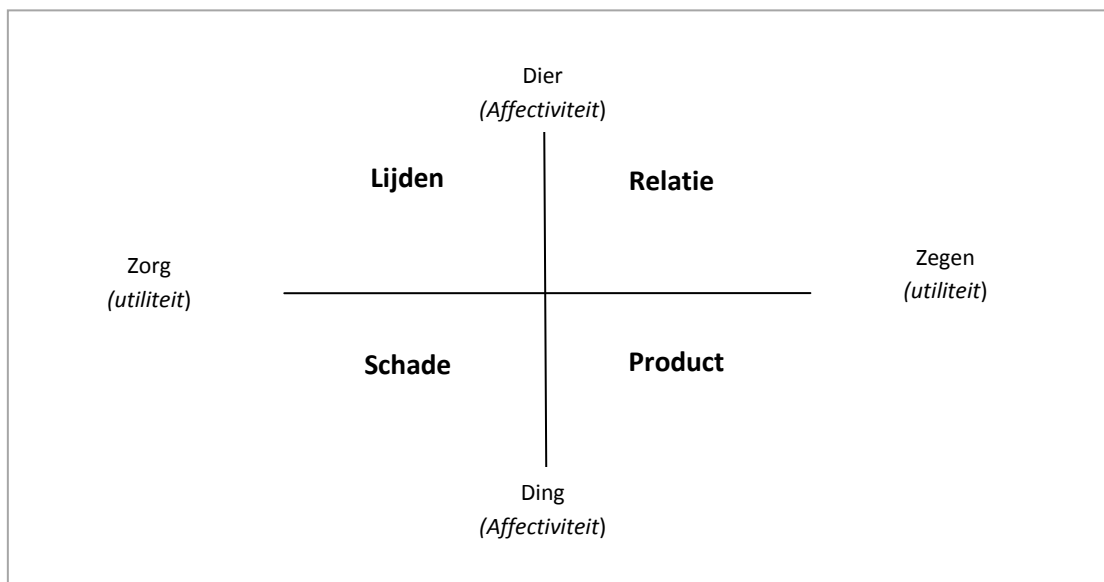 Dier
(Affectiviteit)
Lijden
Relatie
Zorg
(utiliteit)
Zegen
(utiliteit)
Schade
Product
Ding
(Affectiviteit)